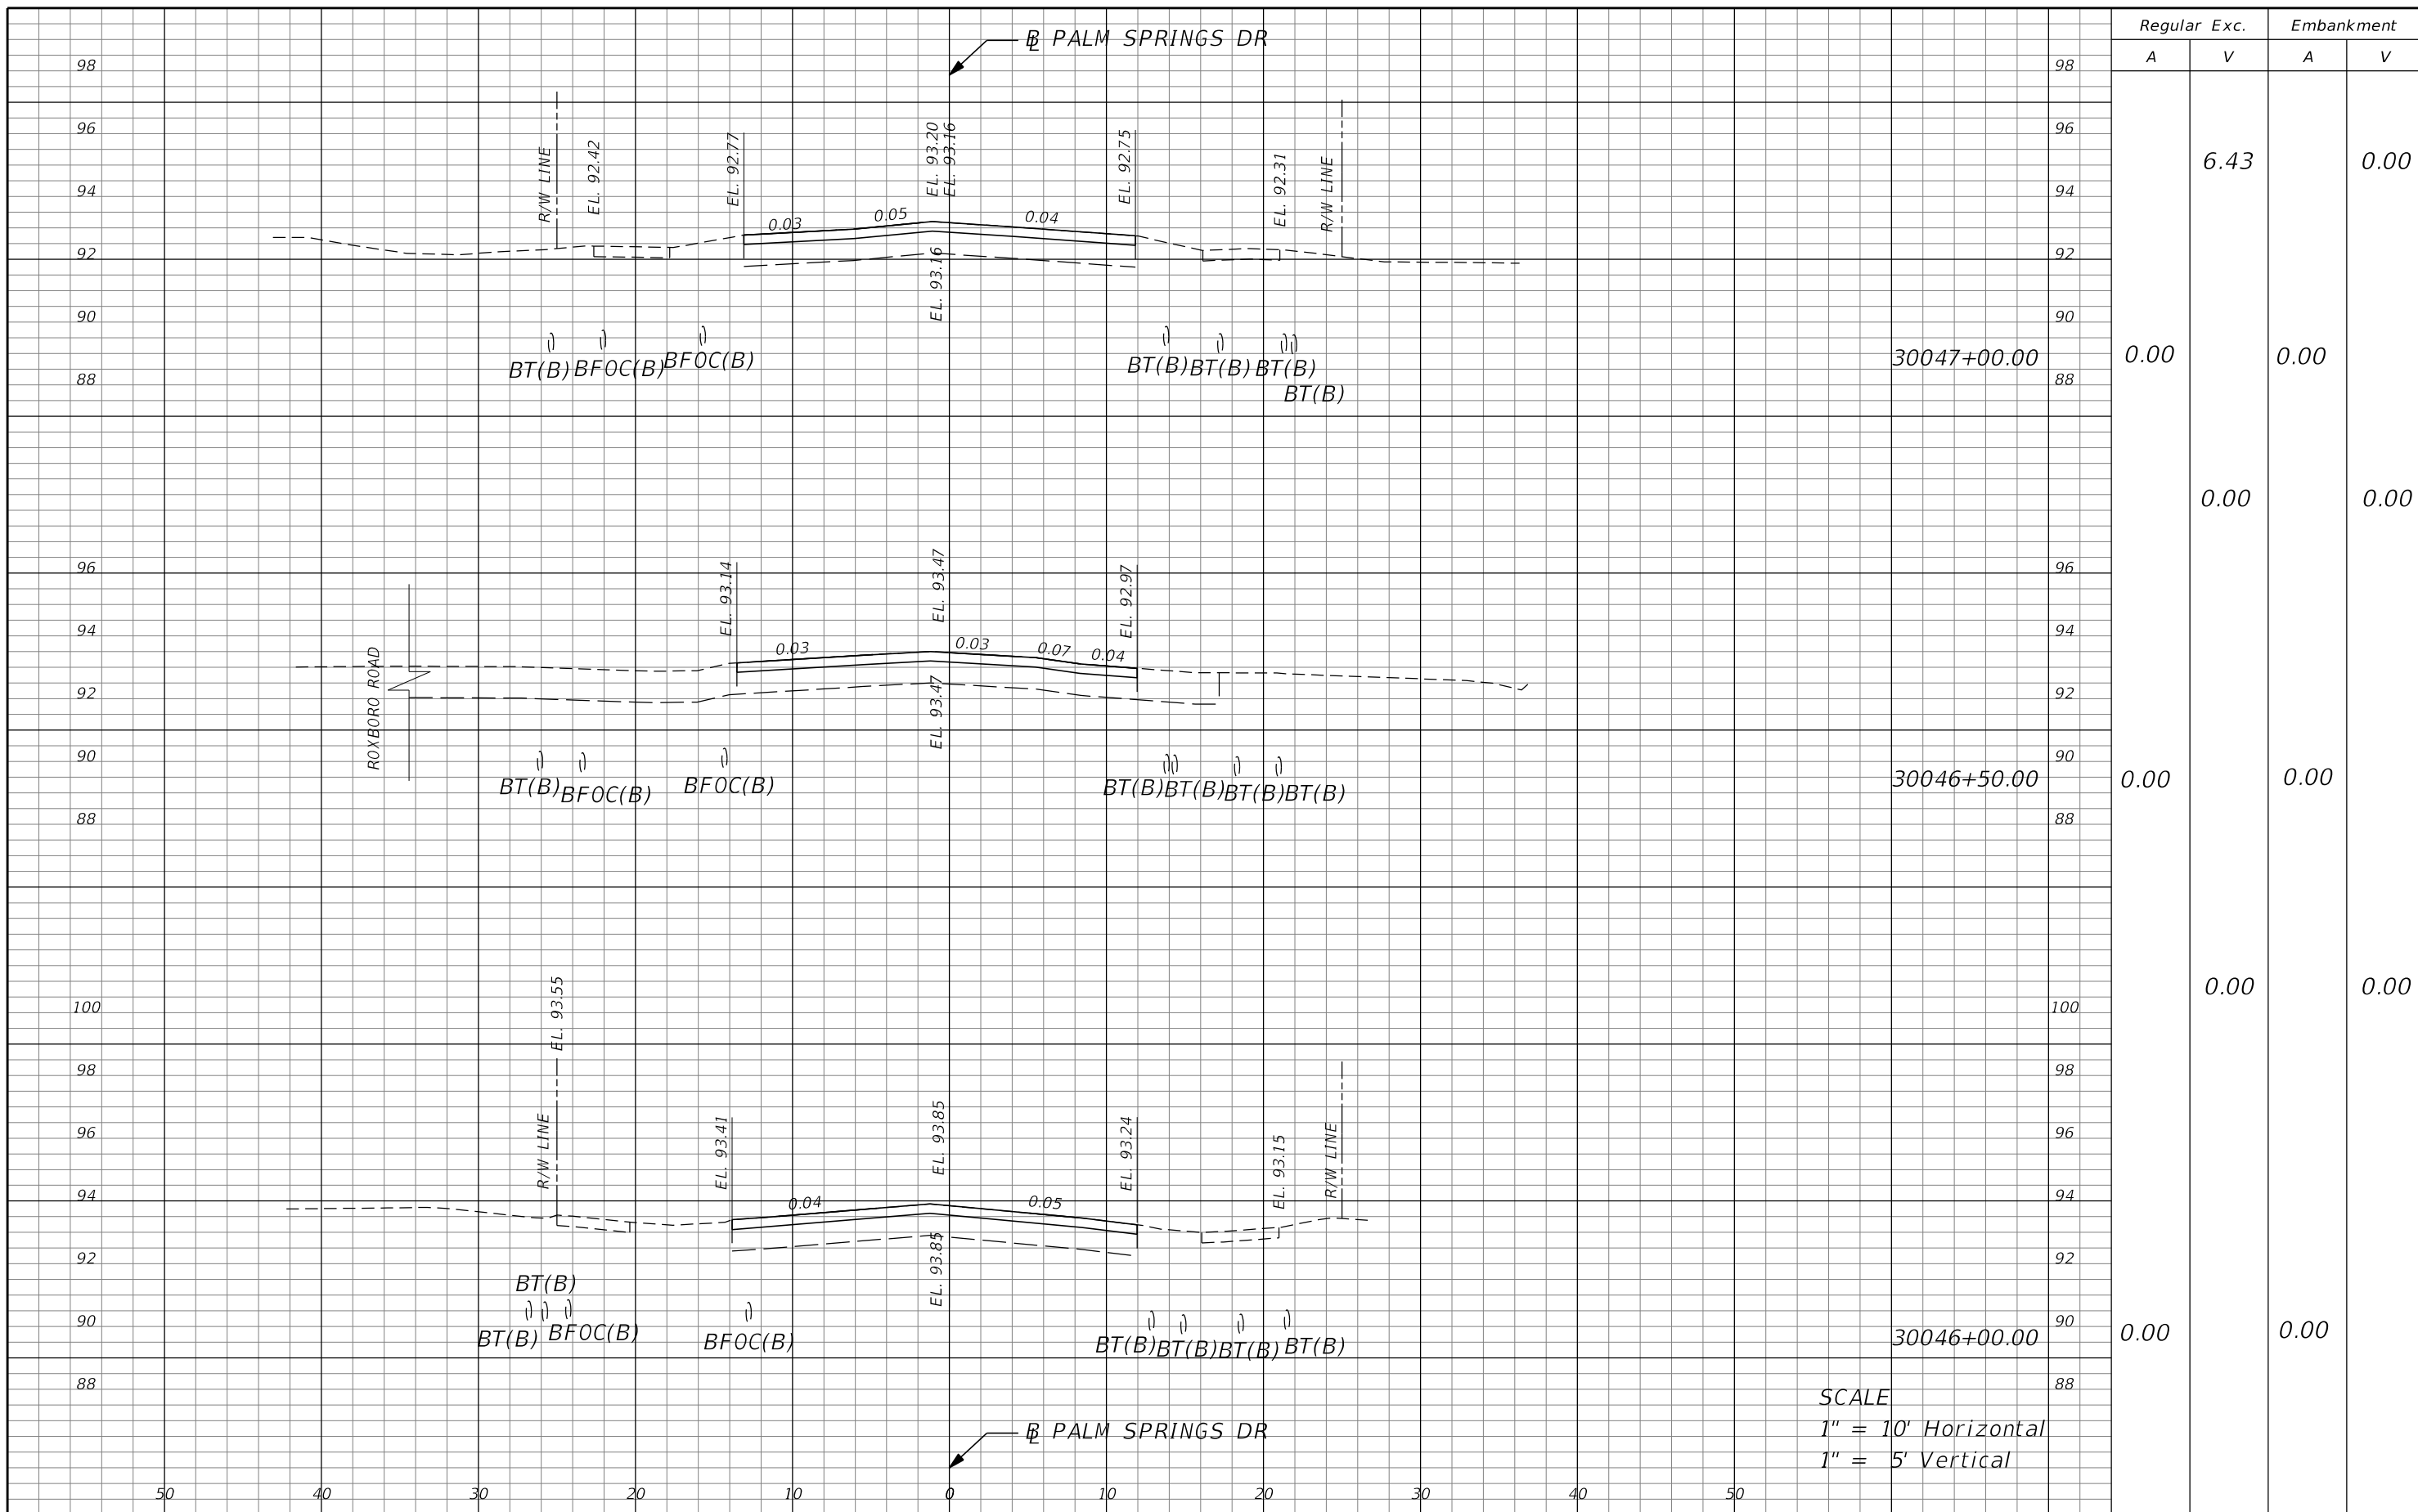 Regular Exc. Embankment
A V A V
℄ PALM SPRINGS DR
98 98
96 96
94 94
92 92
90 90
88 88
R/W LINE
EL. 92.42
EL. 92.77
EL. 93.20
EL. 93.16
EL. 92.75
EL. 92.31
R/W LINE
6.43 0.00
0.03 0.05 0.04
EL. 93.16
BT(B) BFOC(B) BFOC(B) BT(B) BT(B) BT(B)
BT(B)
30047+00.00 0.00 0.00
0.00 0.00
96 96
94 94
92 92
90 90
88 88
EL. 93.14
EL. 93.47
EL. 92.97
0.03 0.03 0.07 0.04
ROXBORO ROAD
EL. 93.47
BT(B) BFOC(B) BFOC(B) BT(B) BT(B) BT(B) BT(B)
30046+50.00 0.00 0.00
0.00 0.00
100 100
98 98
96 96
94 94
92 92
90 90
88 88
EL. 93.55
R/W LINE
EL. 93.41
EL. 93.85
EL. 93.24
EL. 93.15
R/W LINE
0.04 0.05
EL. 93.85
BT(B)
BT(B) BFOC(B) BFOC(B) BT(B) BT(B) BT(B) BT(B)
30046+00.00 0.00 0.00
SCALE
1" = 10' Horizontal
1" = 5' Vertical
℄ PALM SPRINGS DR
50 40 30 20 10 0 10 20 30 40 50